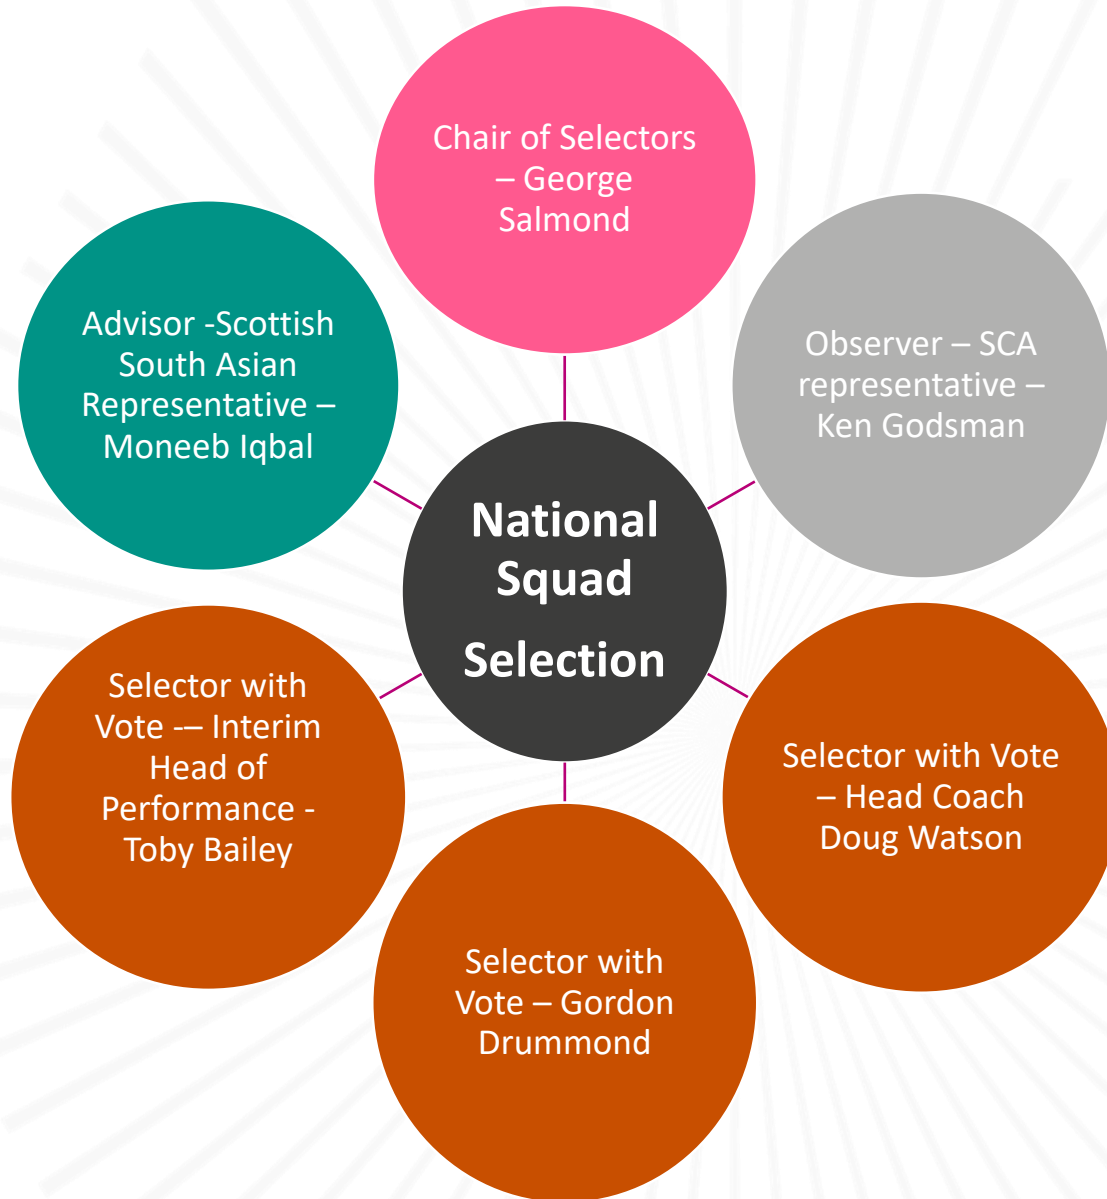 Chair of Selectors
– George
Salmond
Advisor -Scottish
South Asian
Representative –
Moneeb Iqbal
Observer – SCA
representative –
Ken Godsman
National
Squad
Selection
Selector with
Vote -– Interim
Head of
Performance -
Toby Bailey
Selector with Vote
– Head Coach
Doug Watson
Selector with
Vote – Gordon
Drummond